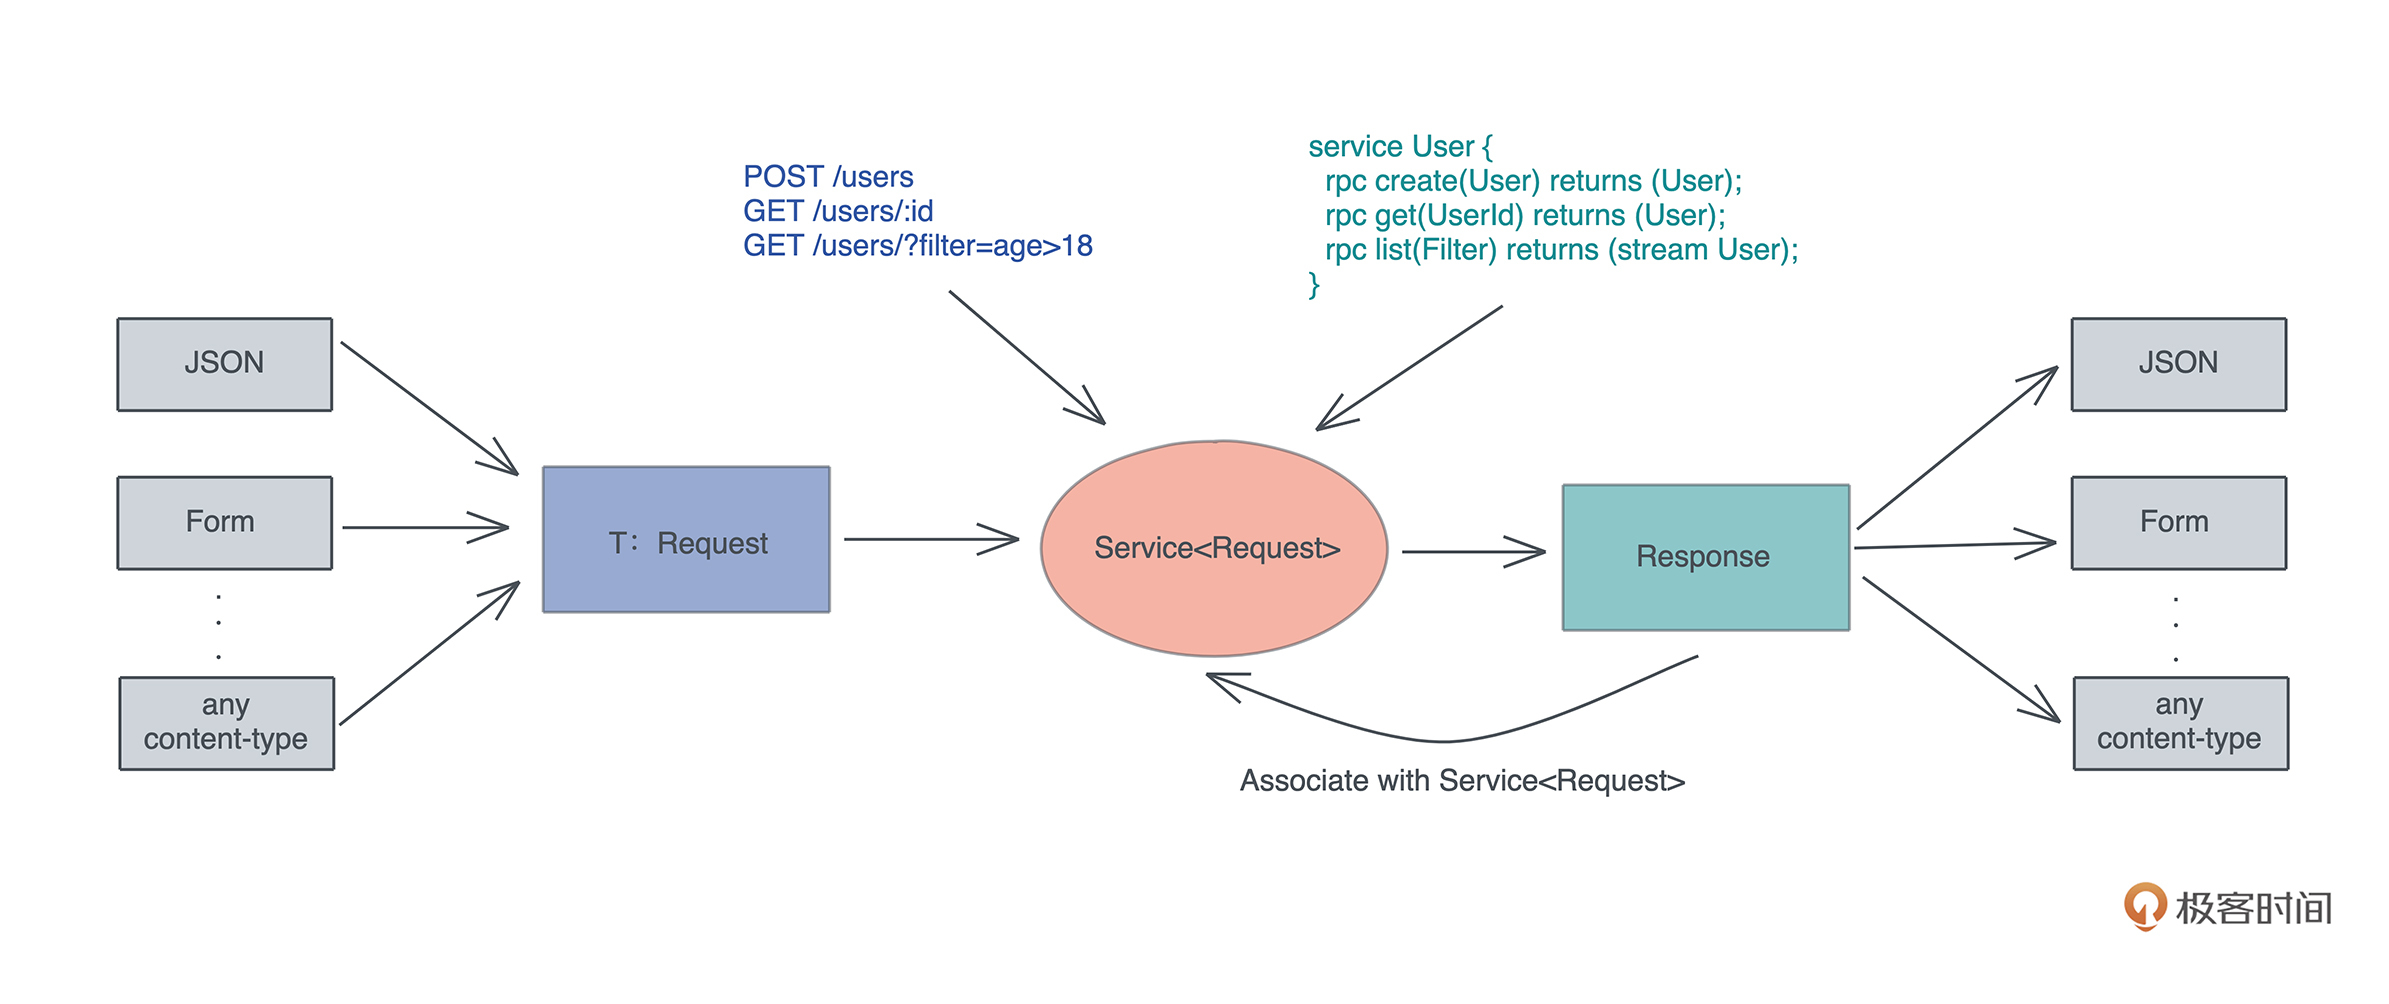 POST /users
GET /users/:id
GET /users/?filter=age>18
service User {
rpc create(User) returns (User);
rpc get(UserId) returns (User);
rpc list(Filter) returns (stream User);
}
JSON
Form
any
content-type
T：Request
Service<Request>
Response
Associate with Service<Request>
JSON
Form
any
content-type
极客时间